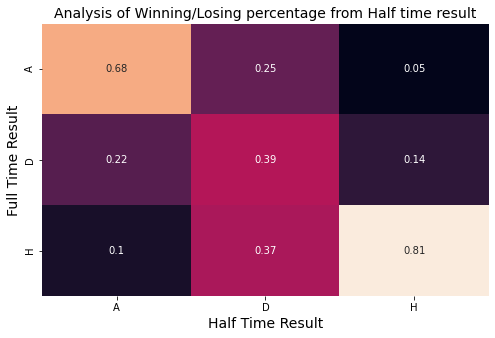 Analysis of Winning/Losing percentage from Half time result
Full Time Result
A
0.68 0.25 0.05
D
0.22 0.39 0.14
H
0.1 0.37 0.81
A D H
Half Time Result